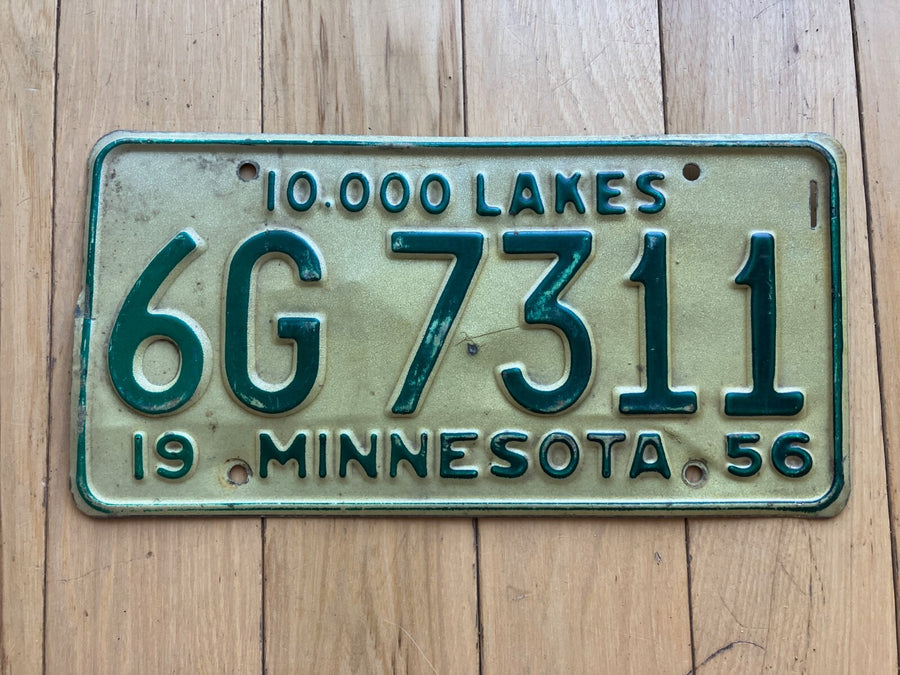 10.000 LAKES
6G 7311
19 MINNESOTA 56